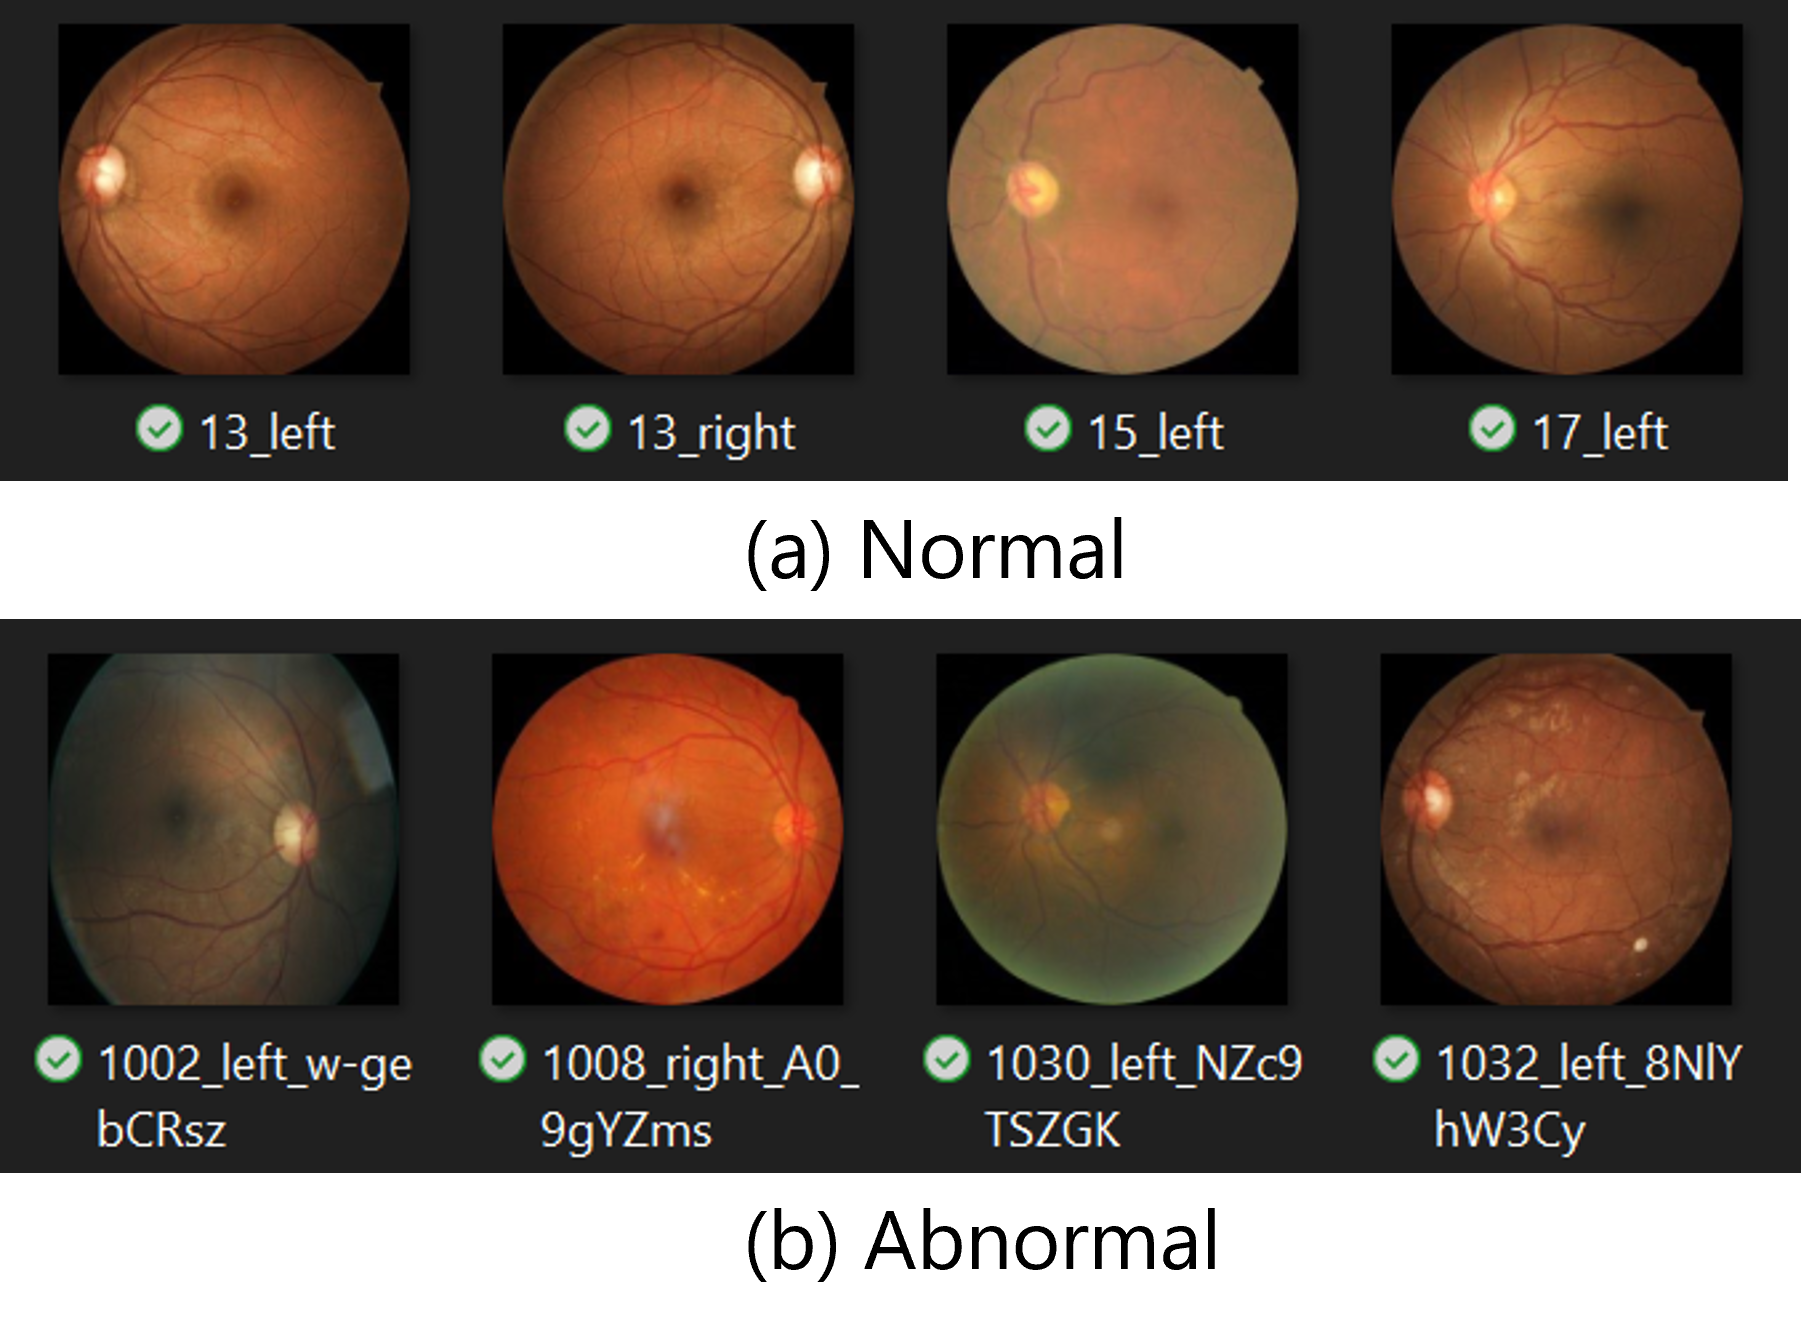 13_left
13_right
15_left
17_left
(a) Normal
1002_left_w-ge
bCRsz
1008_right_A0_
9gYZms
1030_left_NZc9
TSZGK
1032_left_8NlY
hW3Cy
(b) Abnormal